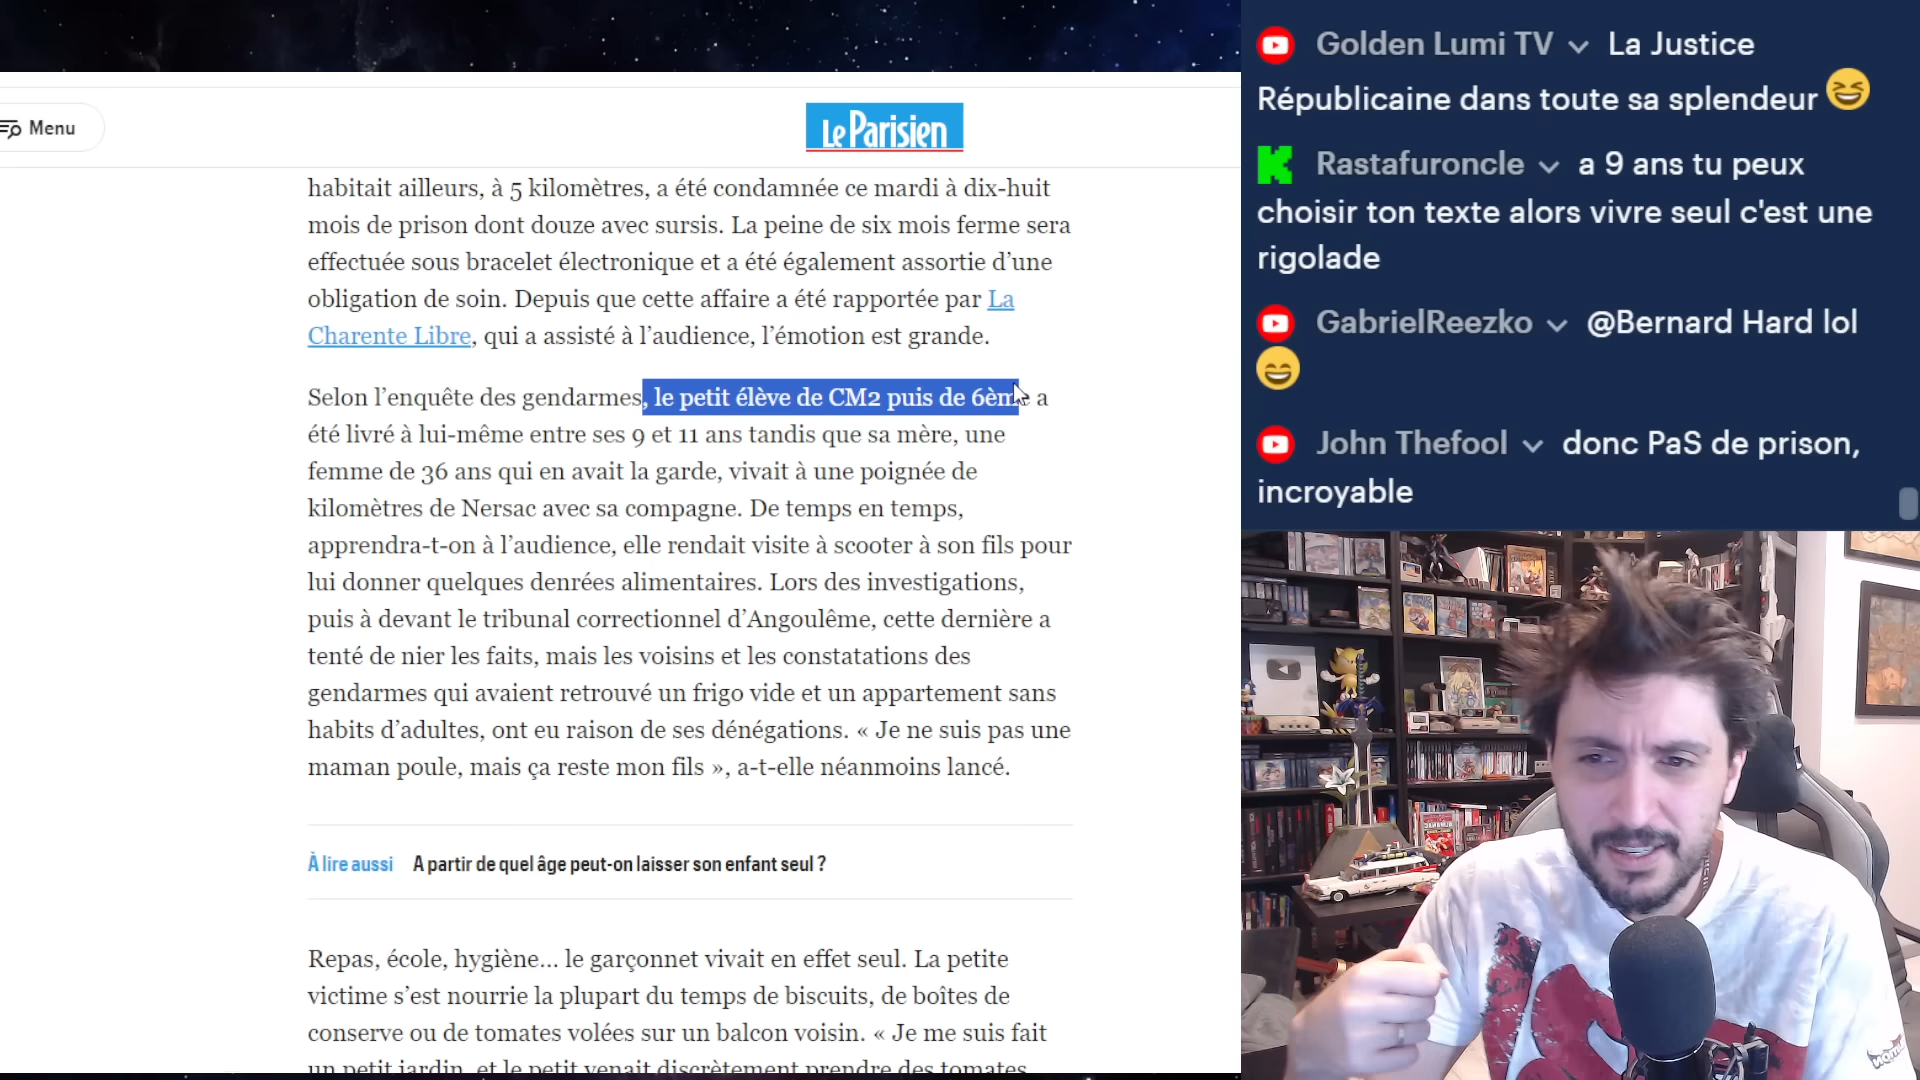 Menu
Le Parisien
habitait ailleurs, à 5 kilomètres, a été condamnée ce mardi à dix-huit
mois de prison dont douze avec sursis. La peine de six mois ferme sera
effectuée sous bracelet électronique et a été également assortie d’une
obligation de soin. Depuis que cette affaire a été rapportée par La
Charente Libre, qui a assisté à l’audience, l’émotion est grande.
Selon l’enquête des gendarmes, le petit élève de CM2 puis de 6ème a
été livré à lui-même entre ses 9 et 11 ans tandis que sa mère, une
femme de 36 ans qui en avait la garde, vivait à une poignée de
kilomètres de Nersac avec sa compagne. De temps en temps,
apprendra-t-on à l’audience, elle rendait visite à scooter à son fils pour
lui donner quelques denrées alimentaires. Lors des investigations,
puis à devant le tribunal correctionnel d’Angoulême, cette dernière a
tenté de nier les faits, mais les voisins et les constatations des
gendarmes qui avaient retrouvé un frigo vide et un appartement sans
habits d’adultes, ont eu raison de ses dénégations. « Je ne suis pas une
maman poule, mais ça reste mon fils », a-t-elle néanmoins lancé.
À lire aussi A partir de quel âge peut-on laisser son enfant seul ?
Repas, école, hygiène… le garçonnet vivait en effet seul. La petite
victime s’est nourrie la plupart du temps de biscuits, de boîtes de
conserve ou de tomates volées sur un balcon voisin. « Je me suis fait
un petit jardin, et le petit venait discrètement prendre des tomates
Golden Lumi TV La Justice
Républicaine dans toute sa splendeur 😆
Rastafuroncle a 9 ans tu peux
choisir ton texte alors vivre seul c'est une
rigolade
GabrielReezko @Bernard Hard lol
😄
John Thefool donc PaS de prison,
incroyable